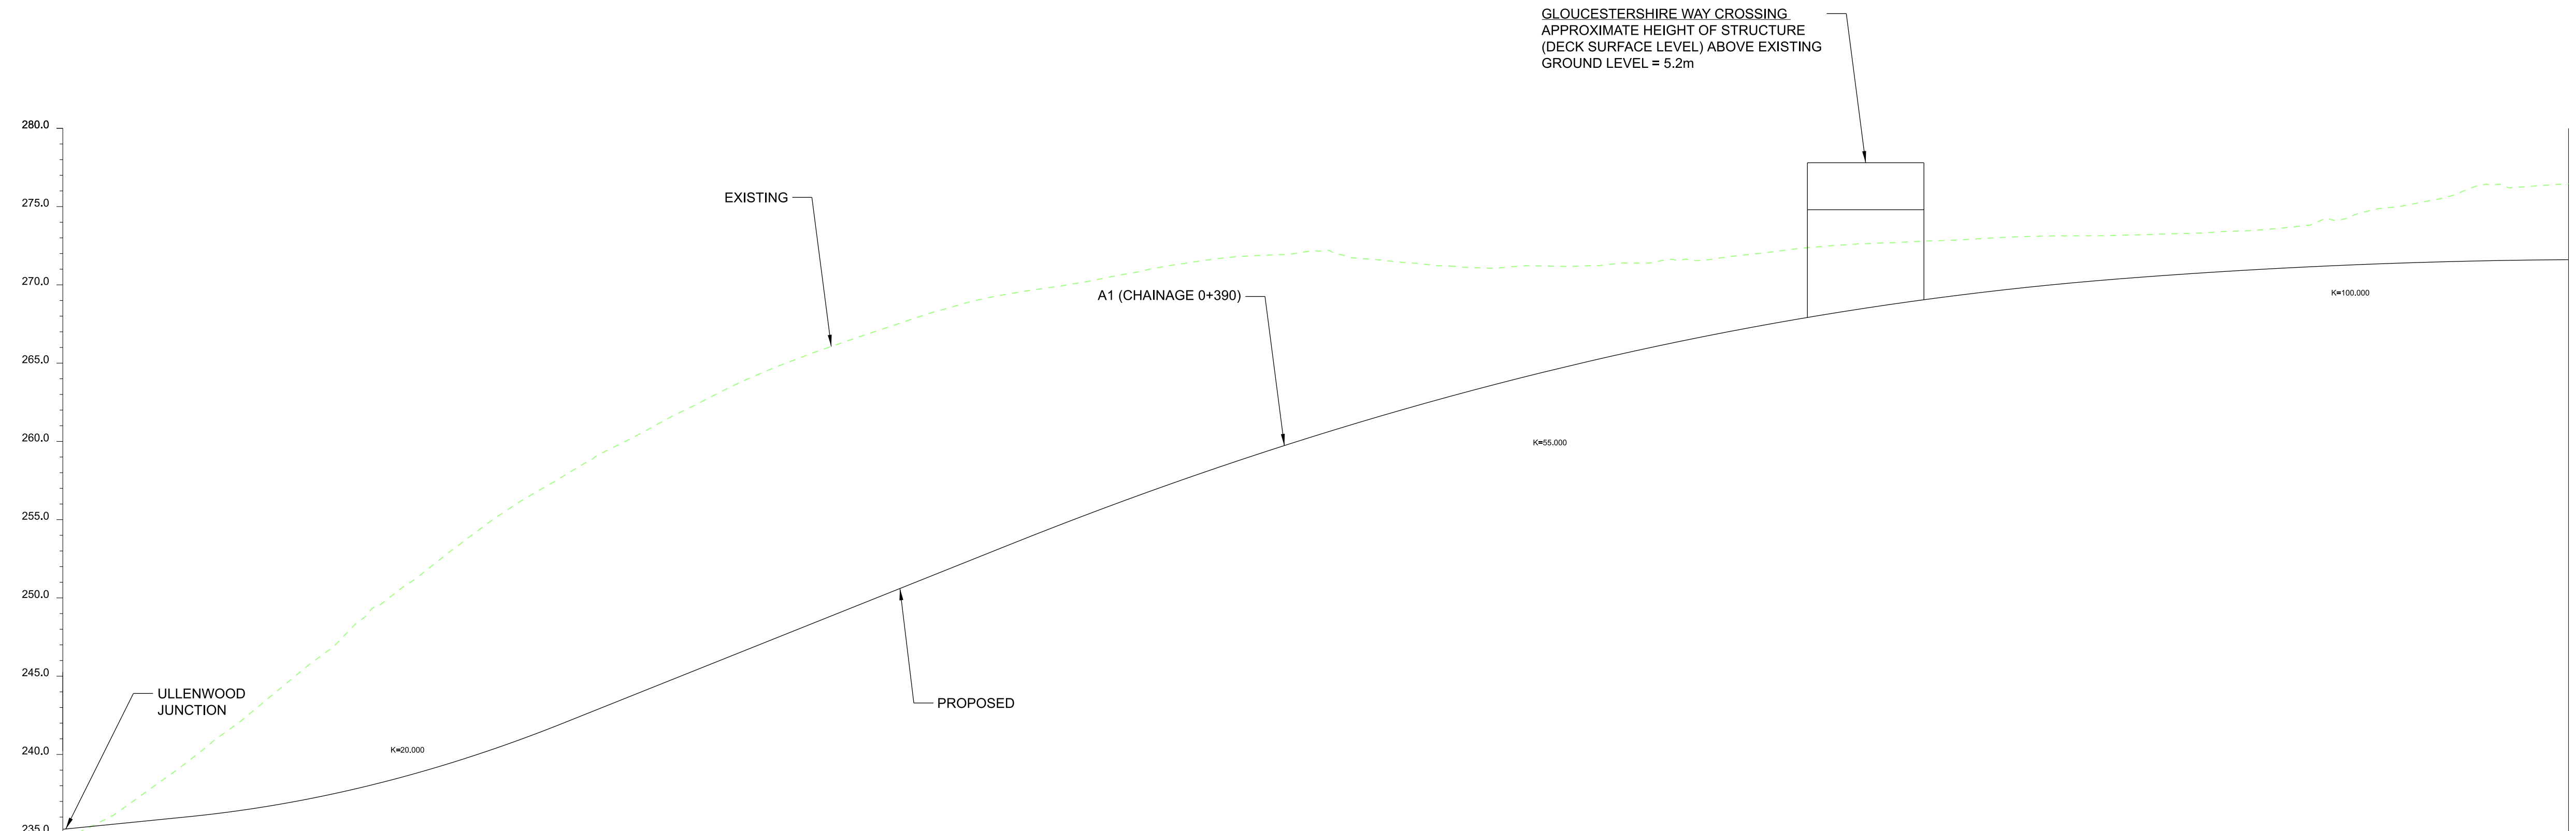 GLOUCESTERSHIRE WAY CROSSING
APPROXIMATE HEIGHT OF STRUCTURE
(DECK SURFACE LEVEL) ABOVE EXISTING
GROUND LEVEL = 5.2m
280.0
275.0
EXISTING
270.0
A1 (CHAINAGE 0+390)
K=100.000
265.0
260.0
K=55.000
255.0
250.0
245.0
ULLENWOOD
JUNCTION
PROPOSED
240.0
K=20.000
235.0